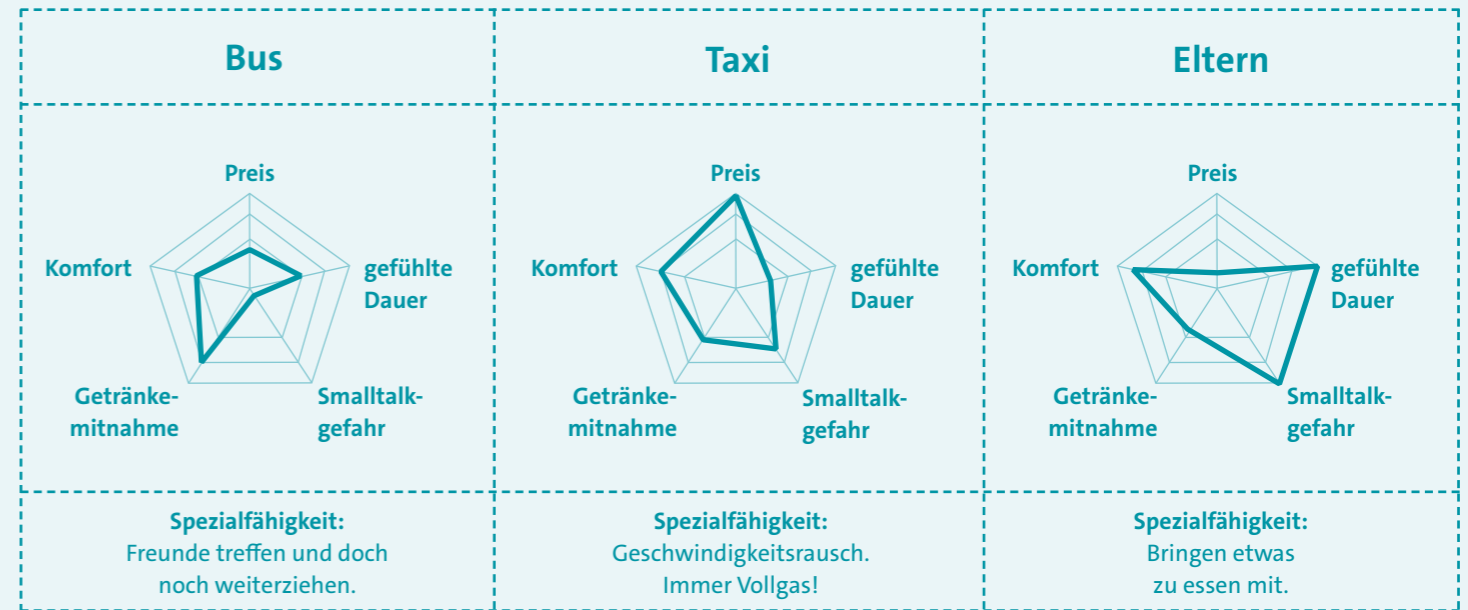 Bus
Taxi
Eltern
Preis
Komfort
gefühlte
Dauer
Getränke-
mitnahme
Smalltalk-
gefahr
Preis
Komfort
gefühlte
Dauer
Getränke-
mitnahme
Smalltalk-
gefahr
Preis
Komfort
gefühlte
Dauer
Getränke-
mitnahme
Smalltalk-
gefahr
Spezialfähigkeit:
Freunde treffen und doch
noch weiterziehen.
Spezialfähigkeit:
Geschwindigkeitsrausch.
Immer Vollgas!
Spezialfähigkeit:
Bringen etwas
zu essen mit.